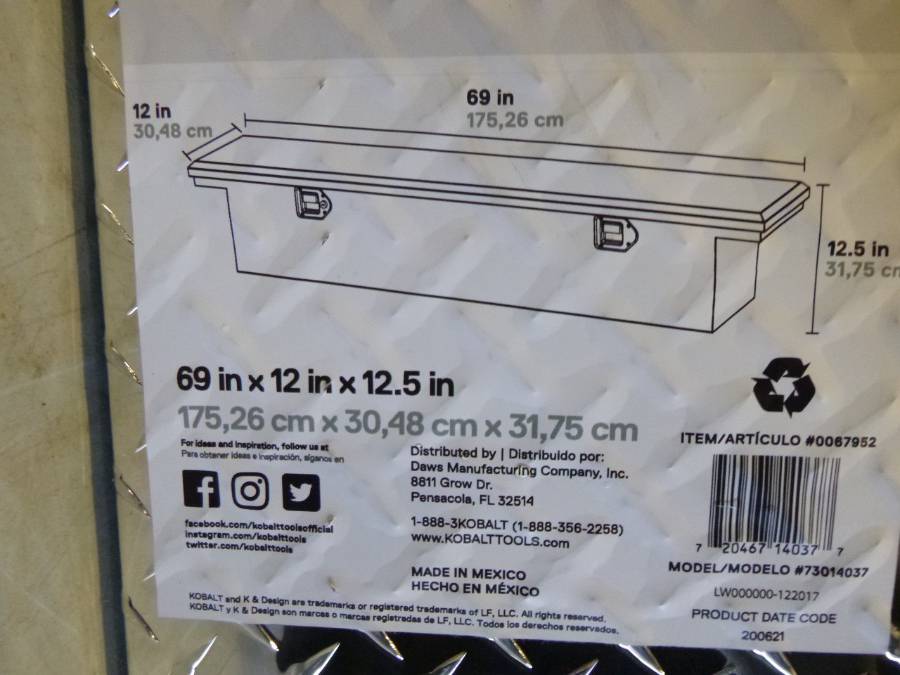 12 in
30,48 cm
69 in
175,26 cm
12.5 in
31,75 cm
69 in x 12 in x 12.5 in
175,26 cm x 30,48 cm x 31,75 cm
For ideas and inspiration, follow us at
Para obtener ideas e inspiración, síganos en
facebook.com/kobalttoolsofficial
instagram.com/kobalttools
twitter.com/kobalttools
Distributed by | Distribuido por:
Daws Manufacturing Company, Inc.
8811 Grow Dr.
Pensacola, FL 32514
1-888-3KOBALT (1-888-356-2258)
www.KOBALTTOOLS.com
MADE IN MEXICO
HECHO EN MÉXICO
ITEM/ARTÍCULO #0067952
7 20467 14037 7
MODEL/MODELO #73014037
LW000000-122017
PRODUCT DATE CODE
200621
KOBALT and K & Design are trademarks or registered trademarks of LF, LLC. All rights reserved.
KOBALT y K & Design son marcas o marcas registradas de LF, LLC. Todos los derechos reservados.